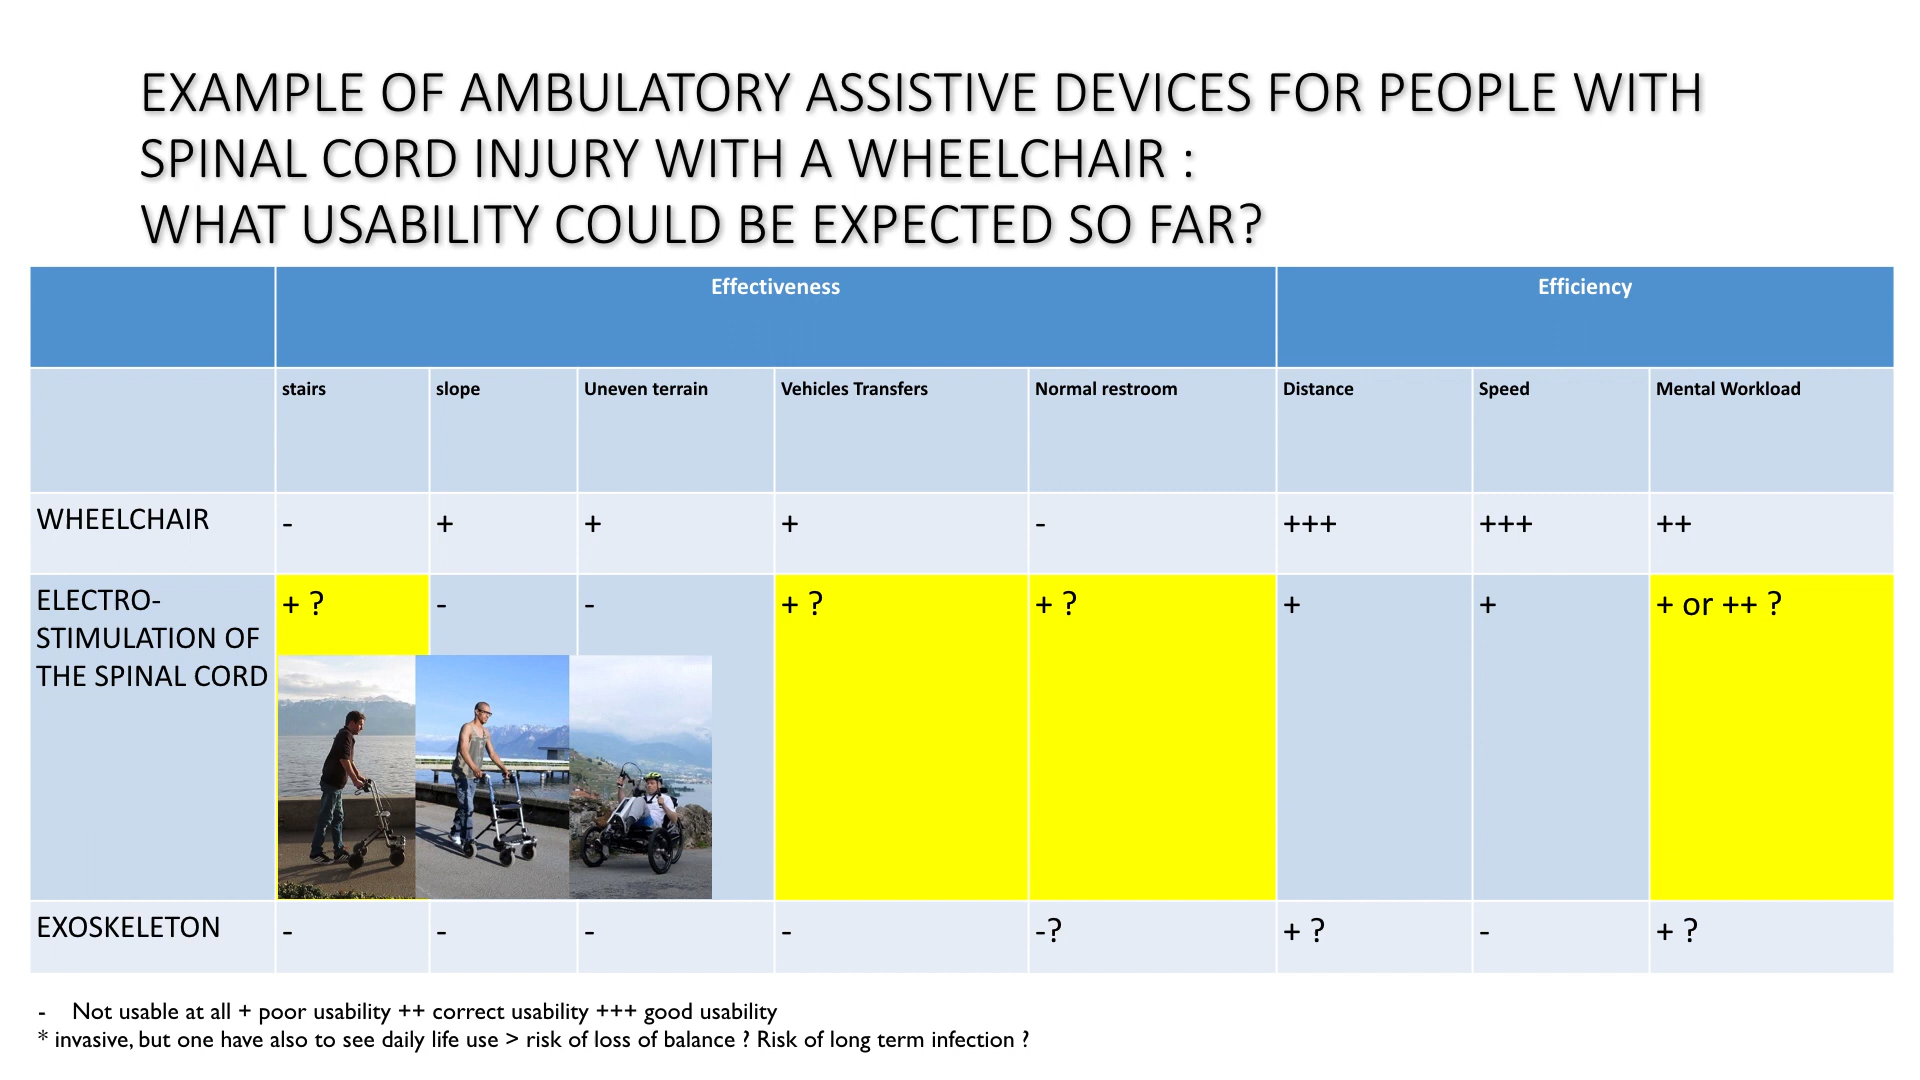 EXAMPLE OF AMBULATORY ASSISTIVE DEVICES FOR PEOPLE WITH
SPINAL CORD INJURY WITH A WHEELCHAIR :
WHAT USABILITY COULD BE EXPECTED SO FAR?
Effectiveness Efficiency
stairs slope Uneven terrain Vehicles Transfers Normal restroom Distance Speed Mental Workload
WHEELCHAIR - + + + - +++ +++ ++
ELECTRO- + ? - - + ? + ? + + + or ++ ?
STIMULATION OF
THE SPINAL CORD
EXOSKELETON - - - - -? + ? - + ?
- Not usable at all + poor usability ++ correct usability +++ good usability
* invasive, but one have also to see daily life use > risk of loss of balance ? Risk of long term infection ?